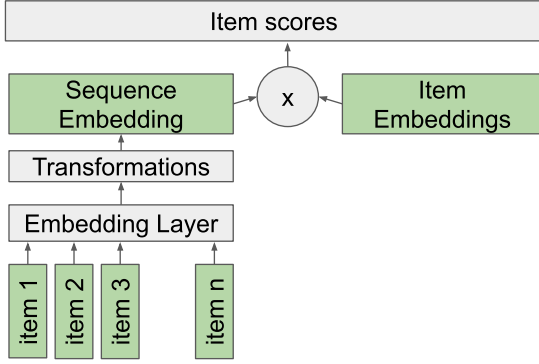 Item scores
Sequence
Embedding
x
Item
Embeddings
Transformations
Embedding Layer
item 1
item 2
item 3
item n